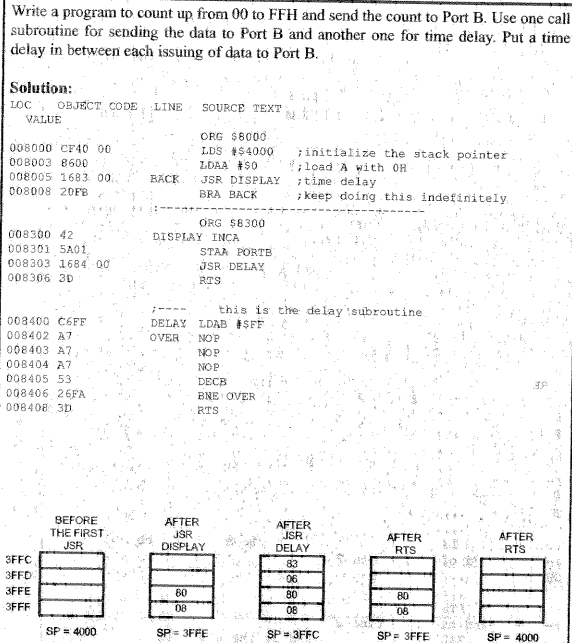 Write a program to count up from 00 to FFH and send the count to Port B. Use one call
subroutine for sending the data to Port B and another one for time delay. Put a time
delay in between each issuing of data to Port B.
Solution:
LOC OBJECT CODE LINE SOURCE TEXT
VALUE
ORG $8000
008000 CF40 00 LDS #$4000 ;initialize the stack pointer
008003 8600 LDAA #$0 ;load A with 0H
008005 1683 00 BACK JSR DISPLAY ;time delay
008008 20FB BRA BACK ;keep doing this indefinitely
;-----------------------------------
ORG $8300
008300 42 DISPLAY INCA
008301 5A01 STAA PORTB
008303 1684 00 JSR DELAY
008306 3D RTS
;---- this is the delay subroutine
008400 C6FF DELAY LDAB #$FF
008402 A7 OVER NOP
008403 A7 NOP
008404 A7 NOP
008405 53 DECB
008406 26FA BNE OVER
008408 3D RTS
BEFORE THE FIRST JSR
3FFC
3FFD
3FFE
3FFF
SP = 4000
AFTER JSR DISPLAY
80
08
SP = 3FFE
AFTER JSR DELAY
83
06
80
08
SP = 3FFC
AFTER RTS
80
08
SP = 3FFE
AFTER RTS
SP = 4000